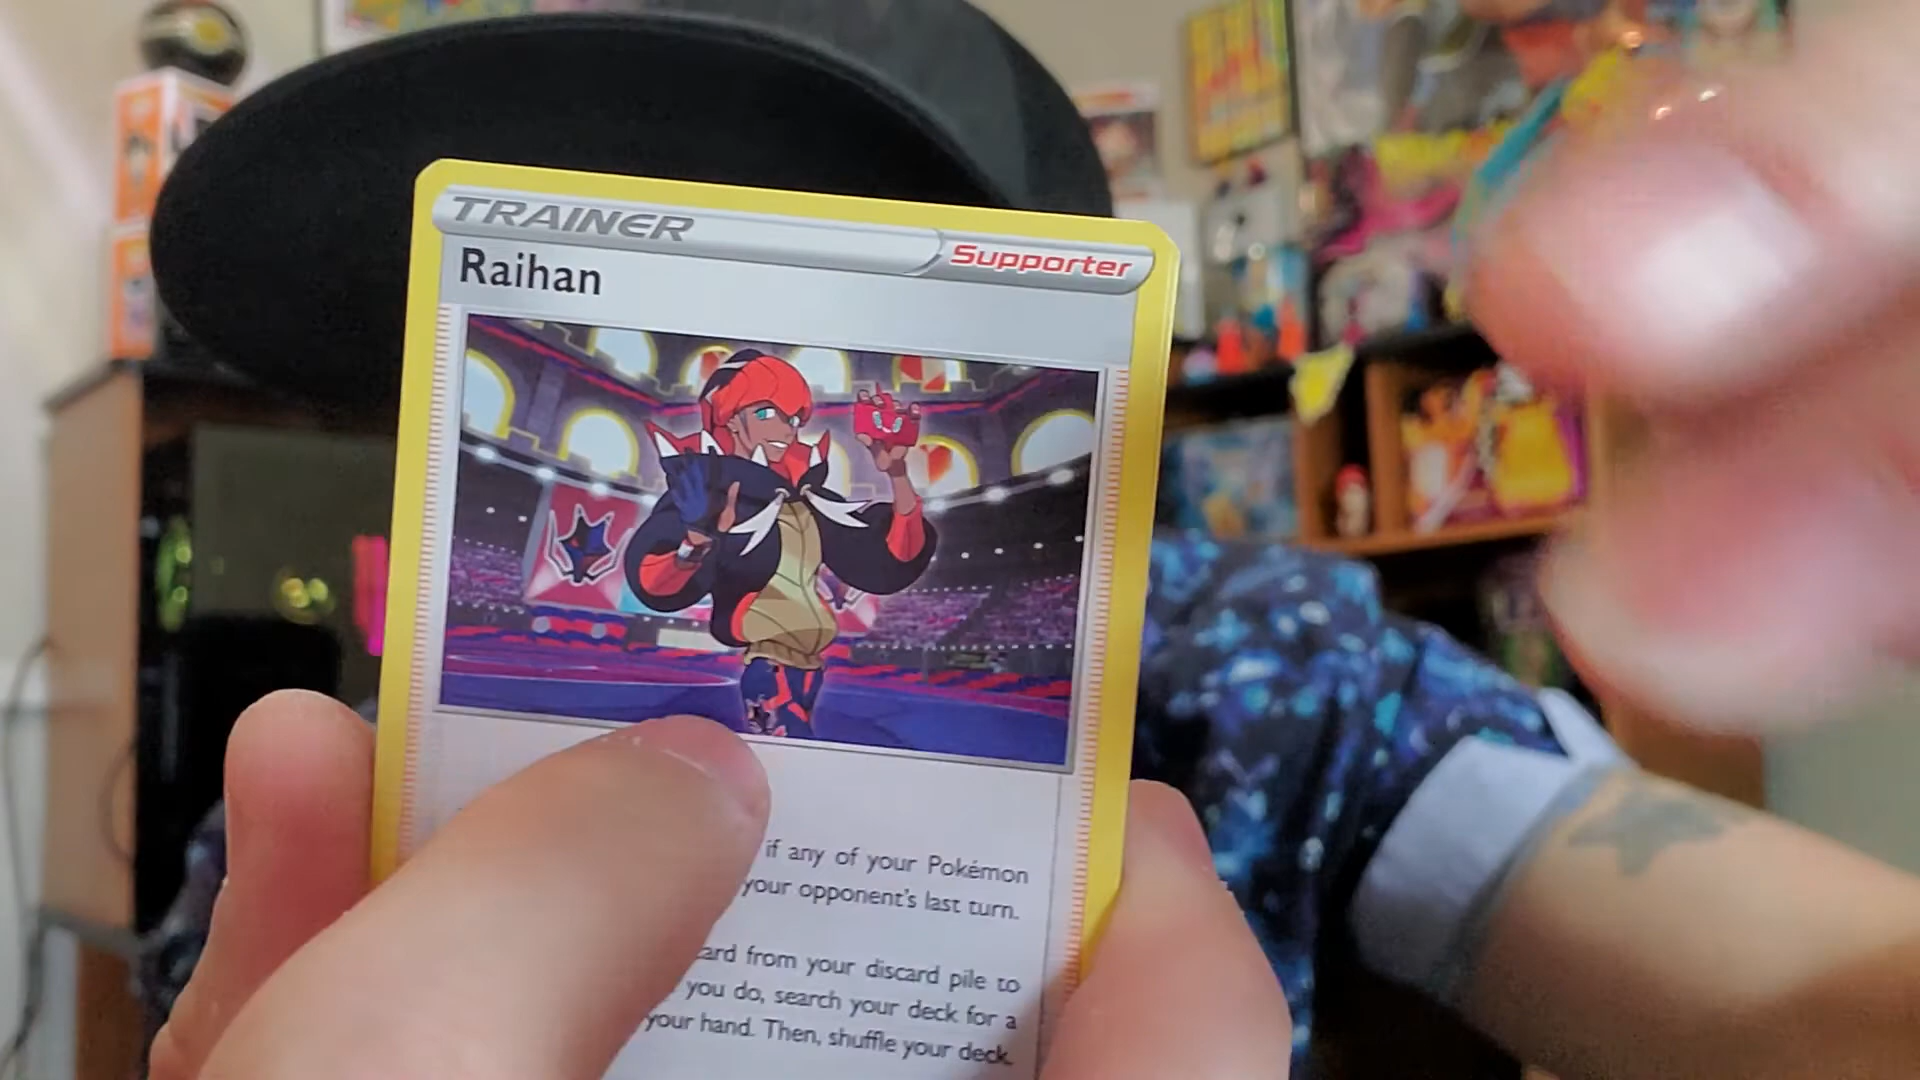 TRAINER
Supporter
Raihan
if any of your Pokémon
your opponent's last turn.
card from your discard pile to
you do, search your deck for a
your hand. Then, shuffle your deck.